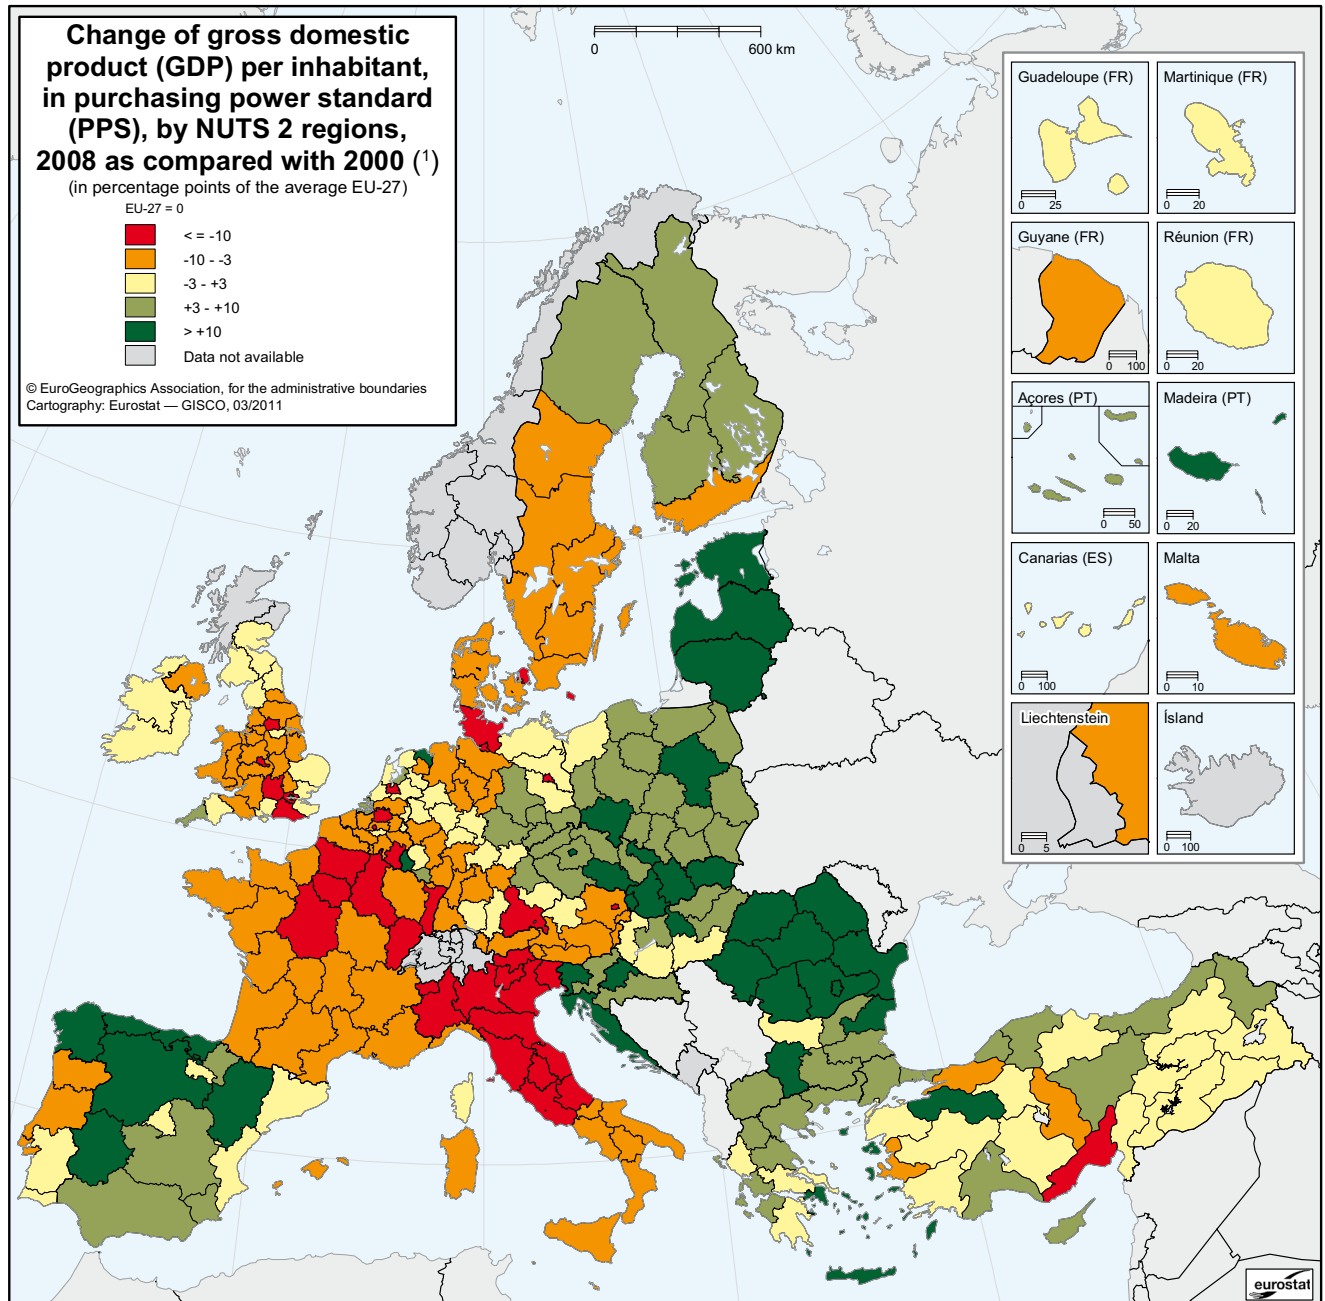 Change of gross domestic
product (GDP) per inhabitant,
in purchasing power standard
(PPS), by NUTS 2 regions,
2008 as compared with 2000 (¹)
(in percentage points of the average EU-27)
EU-27 = 0
< = -10
-10 - -3
-3 - +3
+3 - +10
> +10
Data not available
© EuroGeographics Association, for the administrative boundaries
Cartography: Eurostat — GISCO, 03/2011
0 600 km
Guadeloupe (FR)
0 25
Martinique (FR)
0 20
Guyane (FR)
0 100
Réunion (FR)
0 20
Açores (PT)
0 50
Madeira (PT)
0 20
Canarias (ES)
0 100
Malta
0 10
Liechtenstein
0 5
Ísland
0 100
eurostat